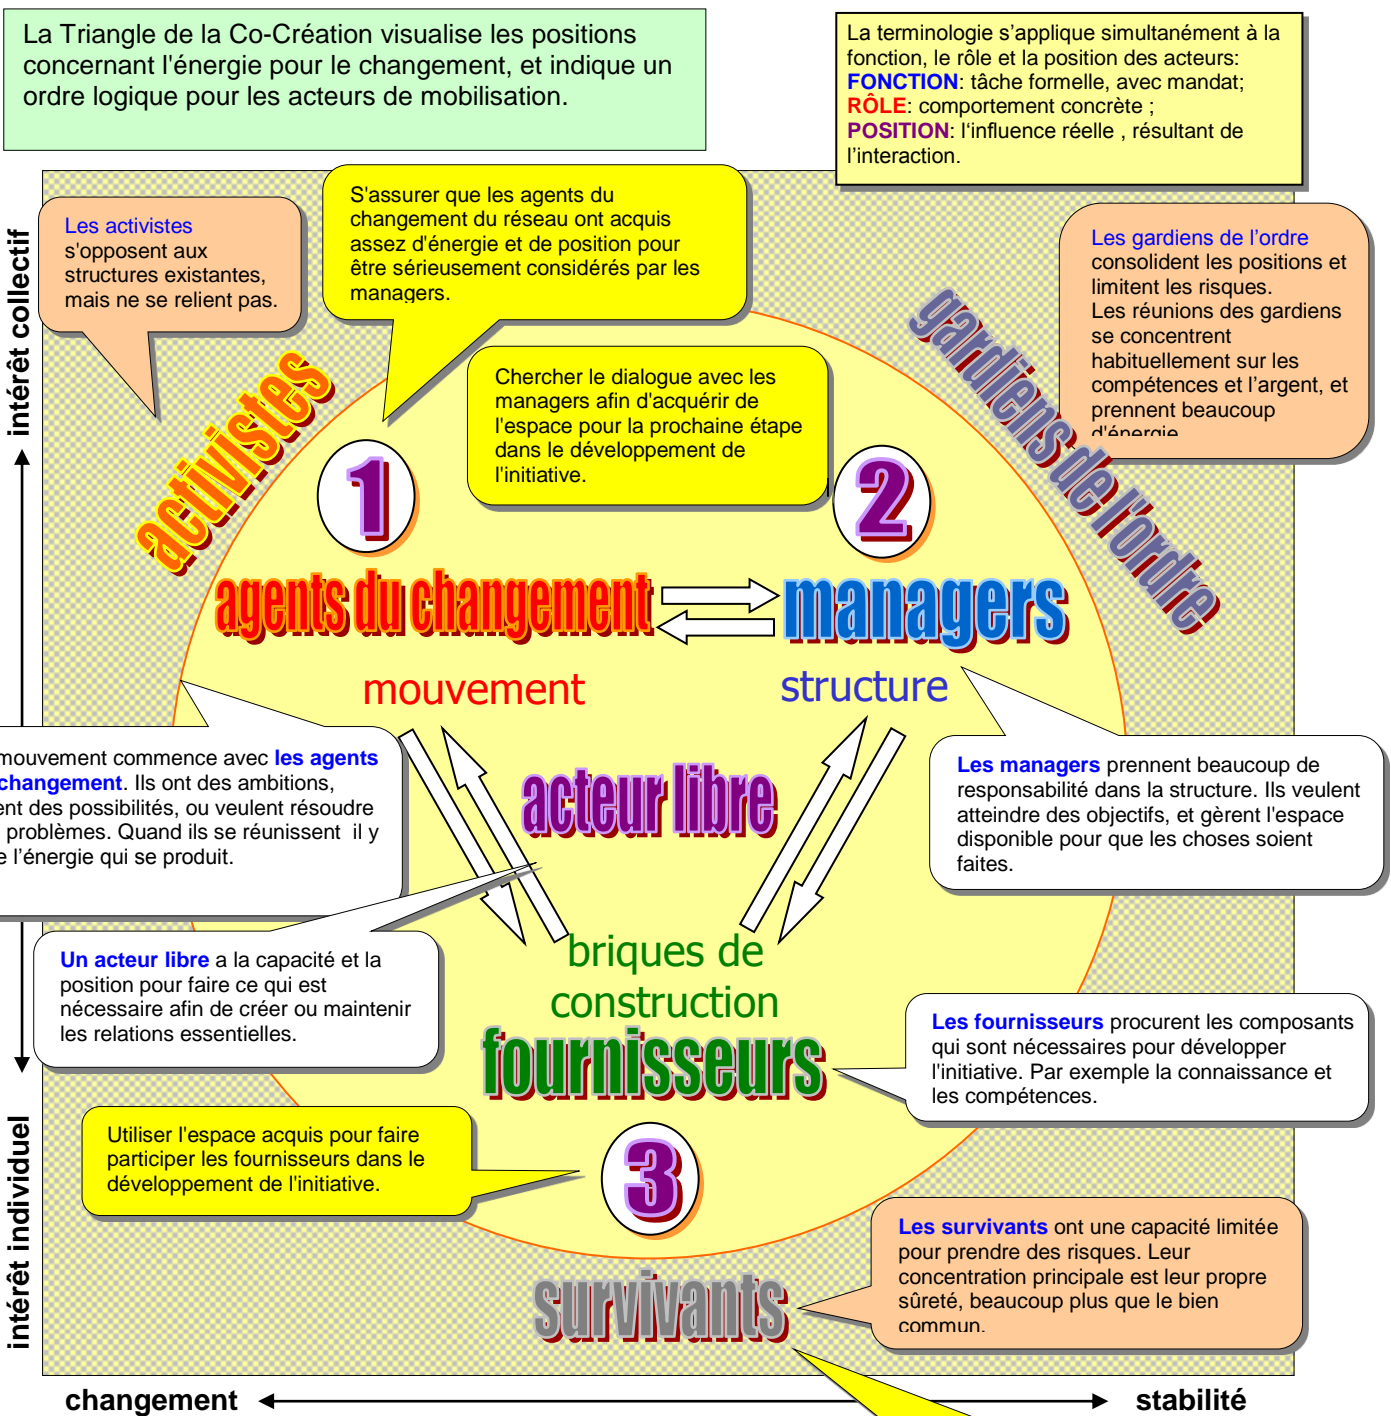 La Triangle de la Co-Création visualise les positions
concernant l'énergie pour le changement, et indique un
ordre logique pour les acteurs de mobilisation.
La terminologie s’applique simultanément à la
fonction, le rôle et la position des acteurs:
FONCTION: tâche formelle, avec mandat;
RÔLE: comportement concrète ;
POSITION: l‘influence réelle , résultant de
l’interaction.
intérêt collectif
Les activistes
s'opposent aux
structures existantes,
mais ne se relient pas.
S'assurer que les agents du
changement du réseau ont acquis
assez d'énergie et de position pour
être sérieusement considérés par les
managers.
Les gardiens de l’ordre
consolident les positions et
limitent les risques.
Les réunions des gardiens
se concentrent
habituellement sur les
compétences et l’argent, et
prennent beaucoup
d'énergie
Chercher le dialogue avec les
managers afin d'acquérir de
l'espace pour la prochaine étape
dans le développement de
l'initiative.
activistes
gardiens de l'ordre
1
2
agents du changement
managers
mouvement
structure
mouvement commence avec les agents
changement. Ils ont des ambitions,
ent des possibilités, ou veulent résoudre
problèmes. Quand ils se réunissent il y
e l’énergie qui se produit.
acteur libre
Les managers prennent beaucoup de
responsabilité dans la structure. Ils veulent
atteindre des objectifs, et gèrent l'espace
disponible pour que les choses soient
faites.
Un acteur libre a la capacité et la
position pour faire ce qui est
nécessaire afin de créer ou maintenir
les relations essentielles.
briques de
construction
fournisseurs
Les fournisseurs procurent les composants
qui sont nécessaires pour développer
l'initiative. Par exemple la connaissance et
les compétences.
intérêt individuel
Utiliser l'espace acquis pour faire
participer les fournisseurs dans le
développement de l'initiative.
3
Les survivants ont une capacité limitée
pour prendre des risques. Leur
concentration principale est leur propre
sûreté, beaucoup plus que le bien
commun.
survivants
changement
stabilité